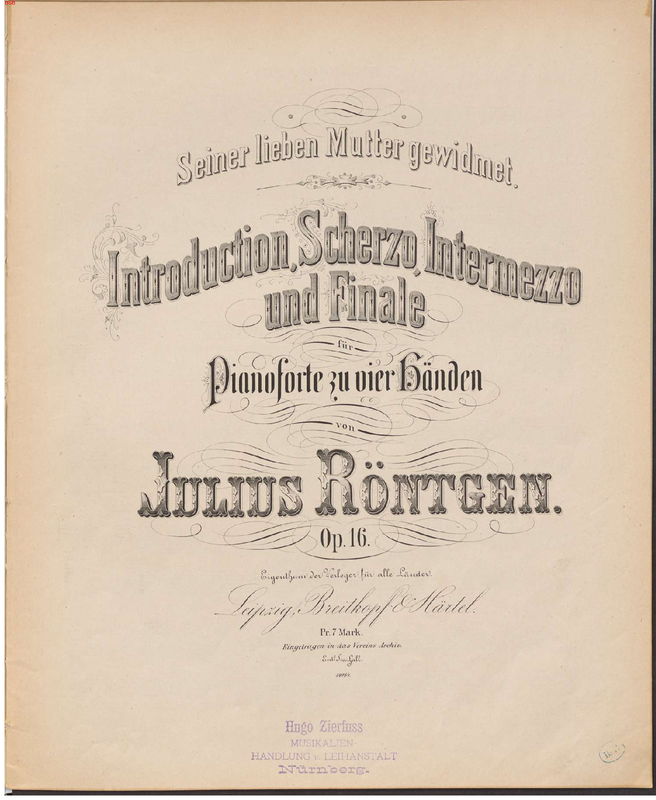 Seiner lieben Mutter gewidmet.
Introduction, Scherzo, Intermezzo
und Finale
für
Pianoforte zu vier Händen
von
JULIUS RÖNTGEN.
Op. 16.
Eigenthum der Verleger für alle Länder.
Leipzig, Breitkopf & Härtel.
Pr. 7 Mark.
Eingetragen in das Vereins Archiv.
Hugo Zierfuss
MUSIKALIEN-
HANDLUNG u. LEIHANSTALT
Nürnberg.